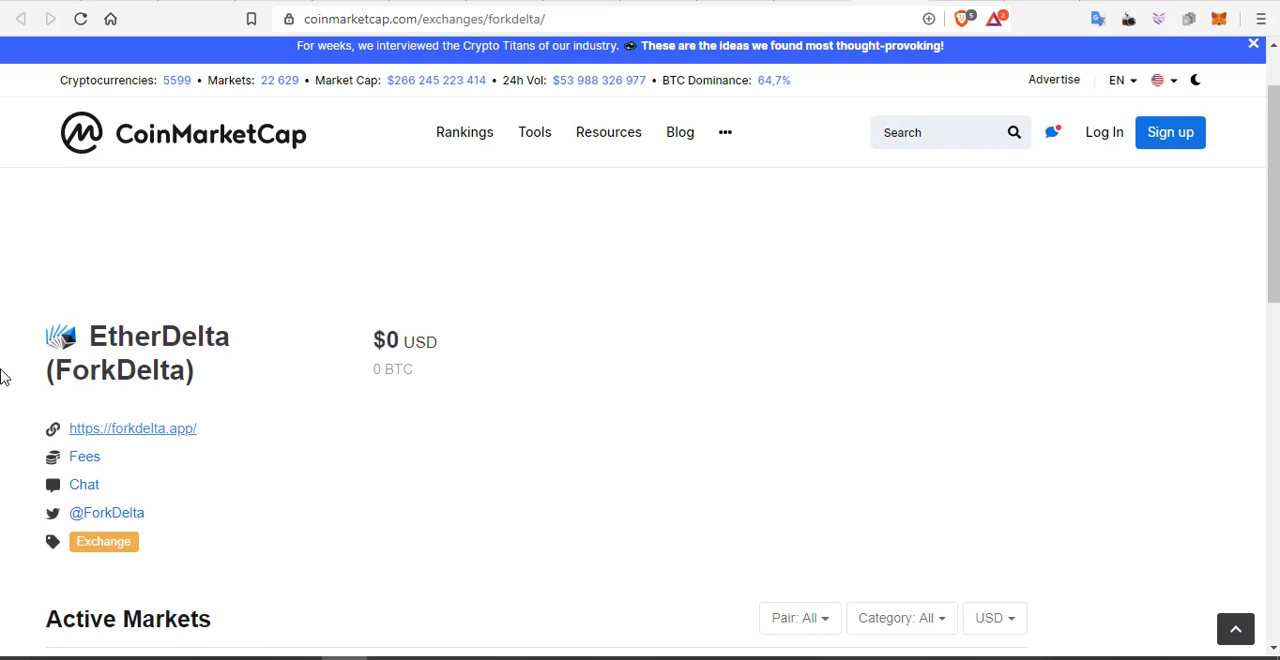 coinmarketcap.com/exchanges/forkdelta/
5
2
For weeks, we interviewed the Crypto Titans of our industry. These are the ideas we found most thought-provoking!
Cryptocurrencies: 5599 • Markets: 22 629 • Market Cap: $266 245 223 414 • 24h Vol: $53 988 326 977 • BTC Dominance: 64,7%
Advertise
EN
CoinMarketCap
Rankings
Tools
Resources
Blog
Search
Log In
Sign up
EtherDelta
(ForkDelta)
$0 USD
0 BTC
https://forkdelta.app/
Fees
Chat
@ForkDelta
Exchange
Active Markets
Pair: All
Category: All
USD